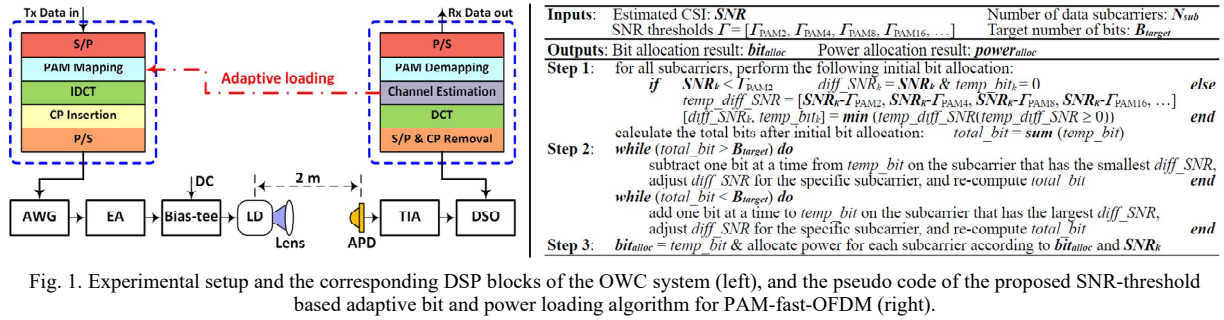 Tx Data in
S/P
PAM Mapping
IDCT
CP Insertion
P/S
Adaptive loading
Rx Data out
P/S
PAM Demapping
Channel Estimation
DCT
S/P & CP Removal
DC
2 m
AWG
EA
Bias-tee
LD
Lens
APD
TIA
DSO
Inputs: Estimated CSI: SNR Number of data subcarriers: Nsub
SNR thresholds Γ = [ΓPAM2, ΓPAM4, ΓPAM8, ΓPAM16, …] Target number of bits: Btarget
Outputs: Bit allocation result: bitalloc Power allocation result: poweralloc
Step 1: for all subcarriers, perform the following initial bit allocation:
if SNRk < ΓPAM2 diff_SNRk = SNRk & temp_bitk = 0 else
temp_diff_SNR = [SNRk-ΓPAM2, SNRk-ΓPAM4, SNRk-ΓPAM8, SNRk-ΓPAM16, …]
[diff_SNRk, temp_bitk] = min (temp_diff_SNR(temp_diff_SNR ≥ 0)) end
calculate the total bits after initial bit allocation: total_bit = sum (temp_bit)
Step 2: while (total_bit > Btarget) do
subtract one bit at a time from temp_bit on the subcarrier that has the smallest diff_SNR,
adjust diff_SNR for the specific subcarrier, and re-compute total_bit end
while (total_bit < Btarget) do
add one bit at a time to temp_bit on the subcarrier that has the largest diff_SNR,
adjust diff_SNR for the specific subcarrier, and re-compute total_bit end
Step 3: bitalloc = temp_bit & allocate power for each subcarrier according to bitalloc and SNRk
Fig. 1. Experimental setup and the corresponding DSP blocks of the OWC system (left), and the pseudo code of the proposed SNR-threshold
based adaptive bit and power loading algorithm for PAM-fast-OFDM (right).